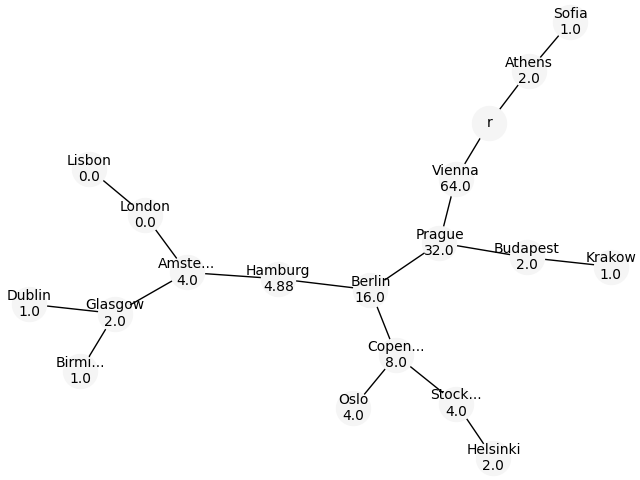 Sofia
1.0
Athens
2.0
r
Lisbon
0.0
Vienna
64.0
London
0.0
Prague
32.0
Budapest
2.0
Krakow
1.0
Amste...
4.0
Hamburg
4.88
Berlin
16.0
Dublin
1.0
Glasgow
2.0
Birmi...
1.0
Copen...
8.0
Oslo
4.0
Stock...
4.0
Helsinki
2.0